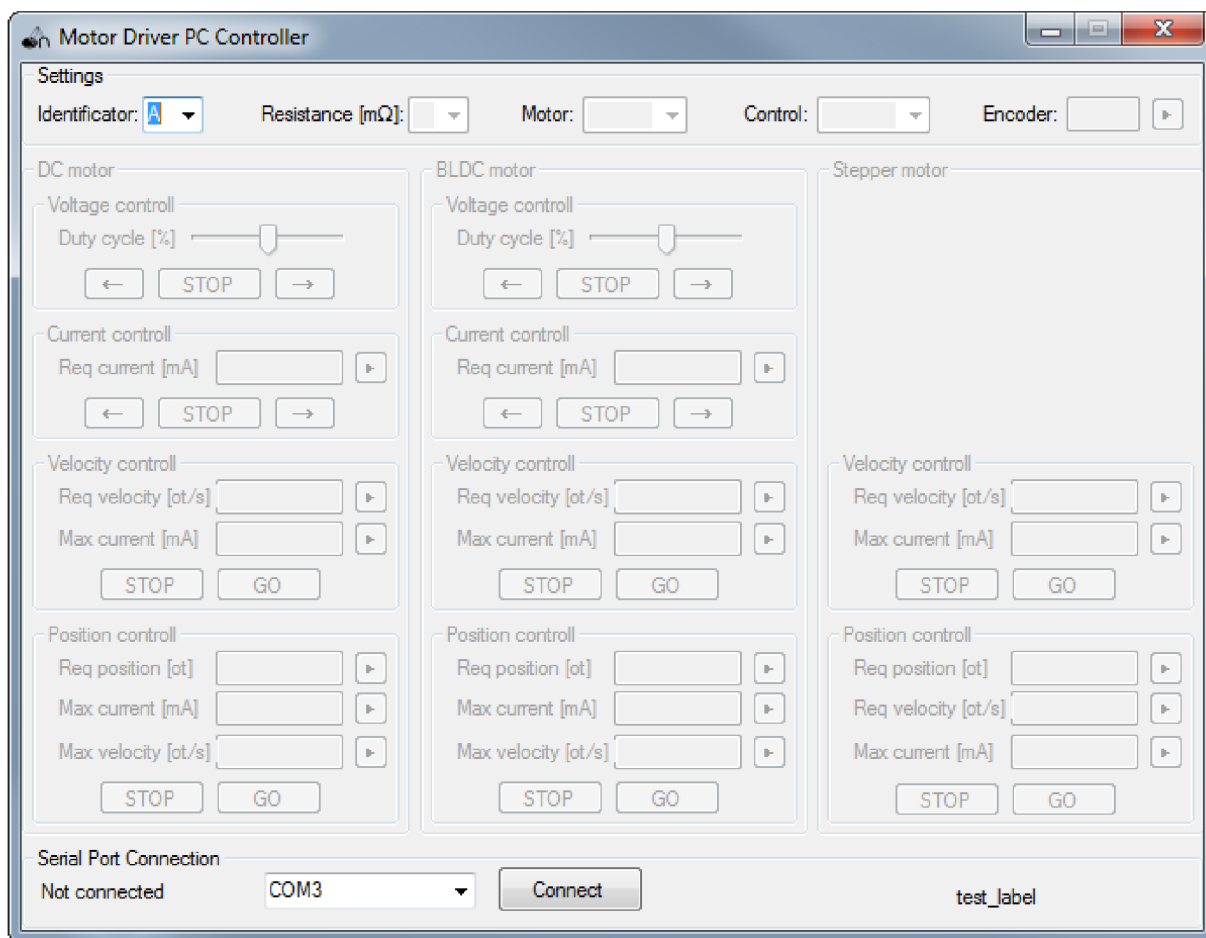 Motor Driver PC Controller
Settings
Identificator: A Resistance [mΩ]: Motor: Control: Encoder:
DC motor
Voltage controll
Duty cycle [%]
← STOP →
Current controll
Req current [mA]
← STOP →
Velocity controll
Req velocity [ot/s]
Max current [mA]
STOP GO
Position controll
Req position [ot]
Max current [mA]
Max velocity [ot/s]
STOP GO
BLDC motor
Voltage controll
Duty cycle [%]
← STOP →
Current controll
Req current [mA]
← STOP →
Velocity controll
Req velocity [ot/s]
Max current [mA]
STOP GO
Position controll
Req position [ot]
Max current [mA]
Max velocity [ot/s]
STOP GO
Stepper motor
Velocity controll
Req velocity [ot/s]
Max current [mA]
STOP GO
Position controll
Req position [ot]
Req velocity [ot/s]
Max current [mA]
STOP GO
Serial Port Connection
Not connected COM3 Connect test_label